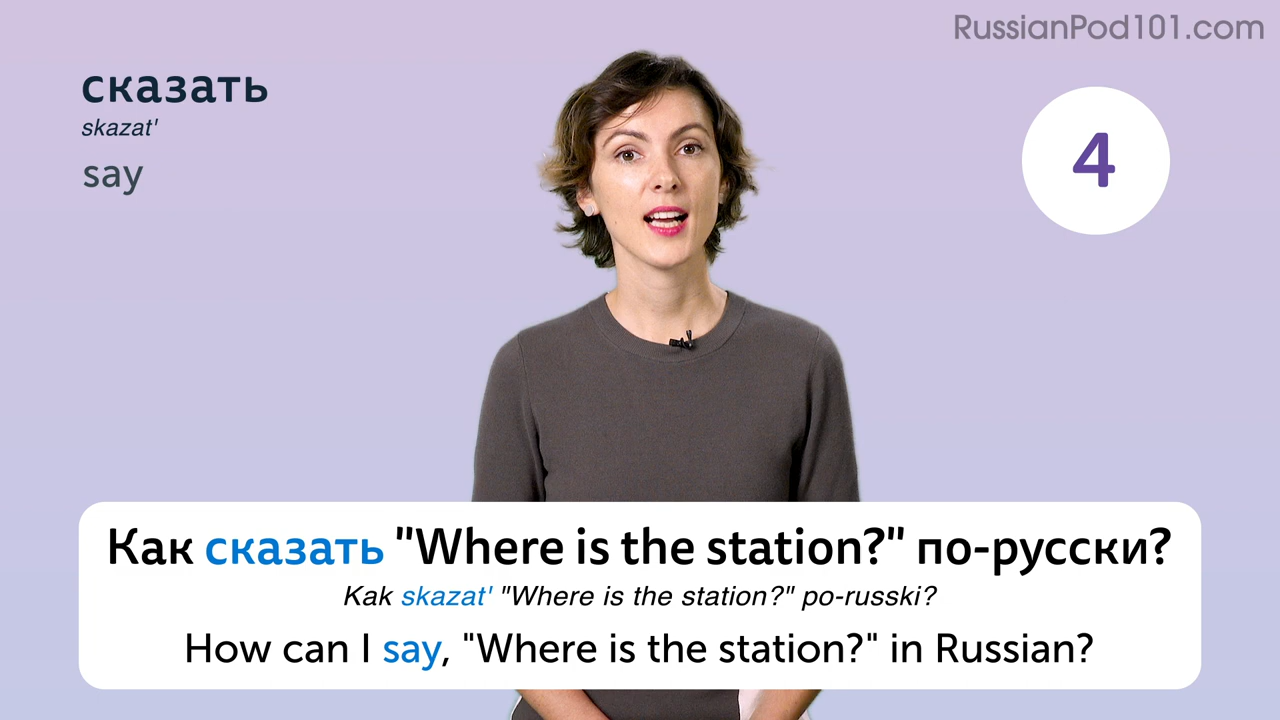 RussianPod101.com
сказать
skazat'
say
4
Как сказать "Where is the station?" по-русски?
Kak skazat' "Where is the station?" po-russki?
How can I say, "Where is the station?" in Russian?